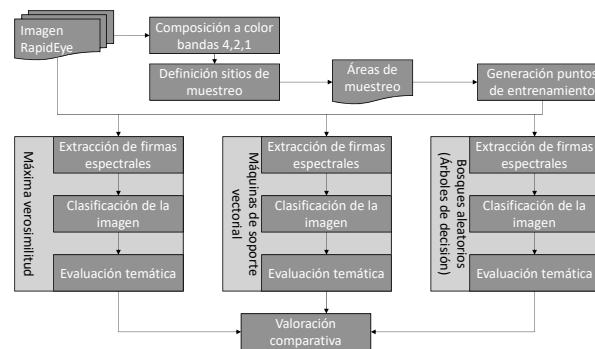 Imagen
RapidEye
Composición a color
bandas 4,2,1
Definición sitios de
muestreo
Áreas de
muestreo
Generación puntos
de entrenamiento
Máxima verosimilitud
Extracción de firmas
espectrales
Clasificación de la
imagen
Evaluación temática
Máquinas de soporte
vectorial
Extracción de firmas
espectrales
Clasificación de la
imagen
Evaluación temática
Bosques aleatorios
(Árboles de decisión)
Extracción de firmas
espectrales
Clasificación de la
imagen
Evaluación temática
Valoración
comparativa